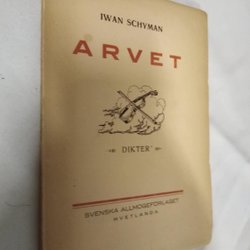 IWAN SCHYMAN
ARVET
DIKTER
SVENSKA ALLMOGEFÖRLAGET
HVETLANDA